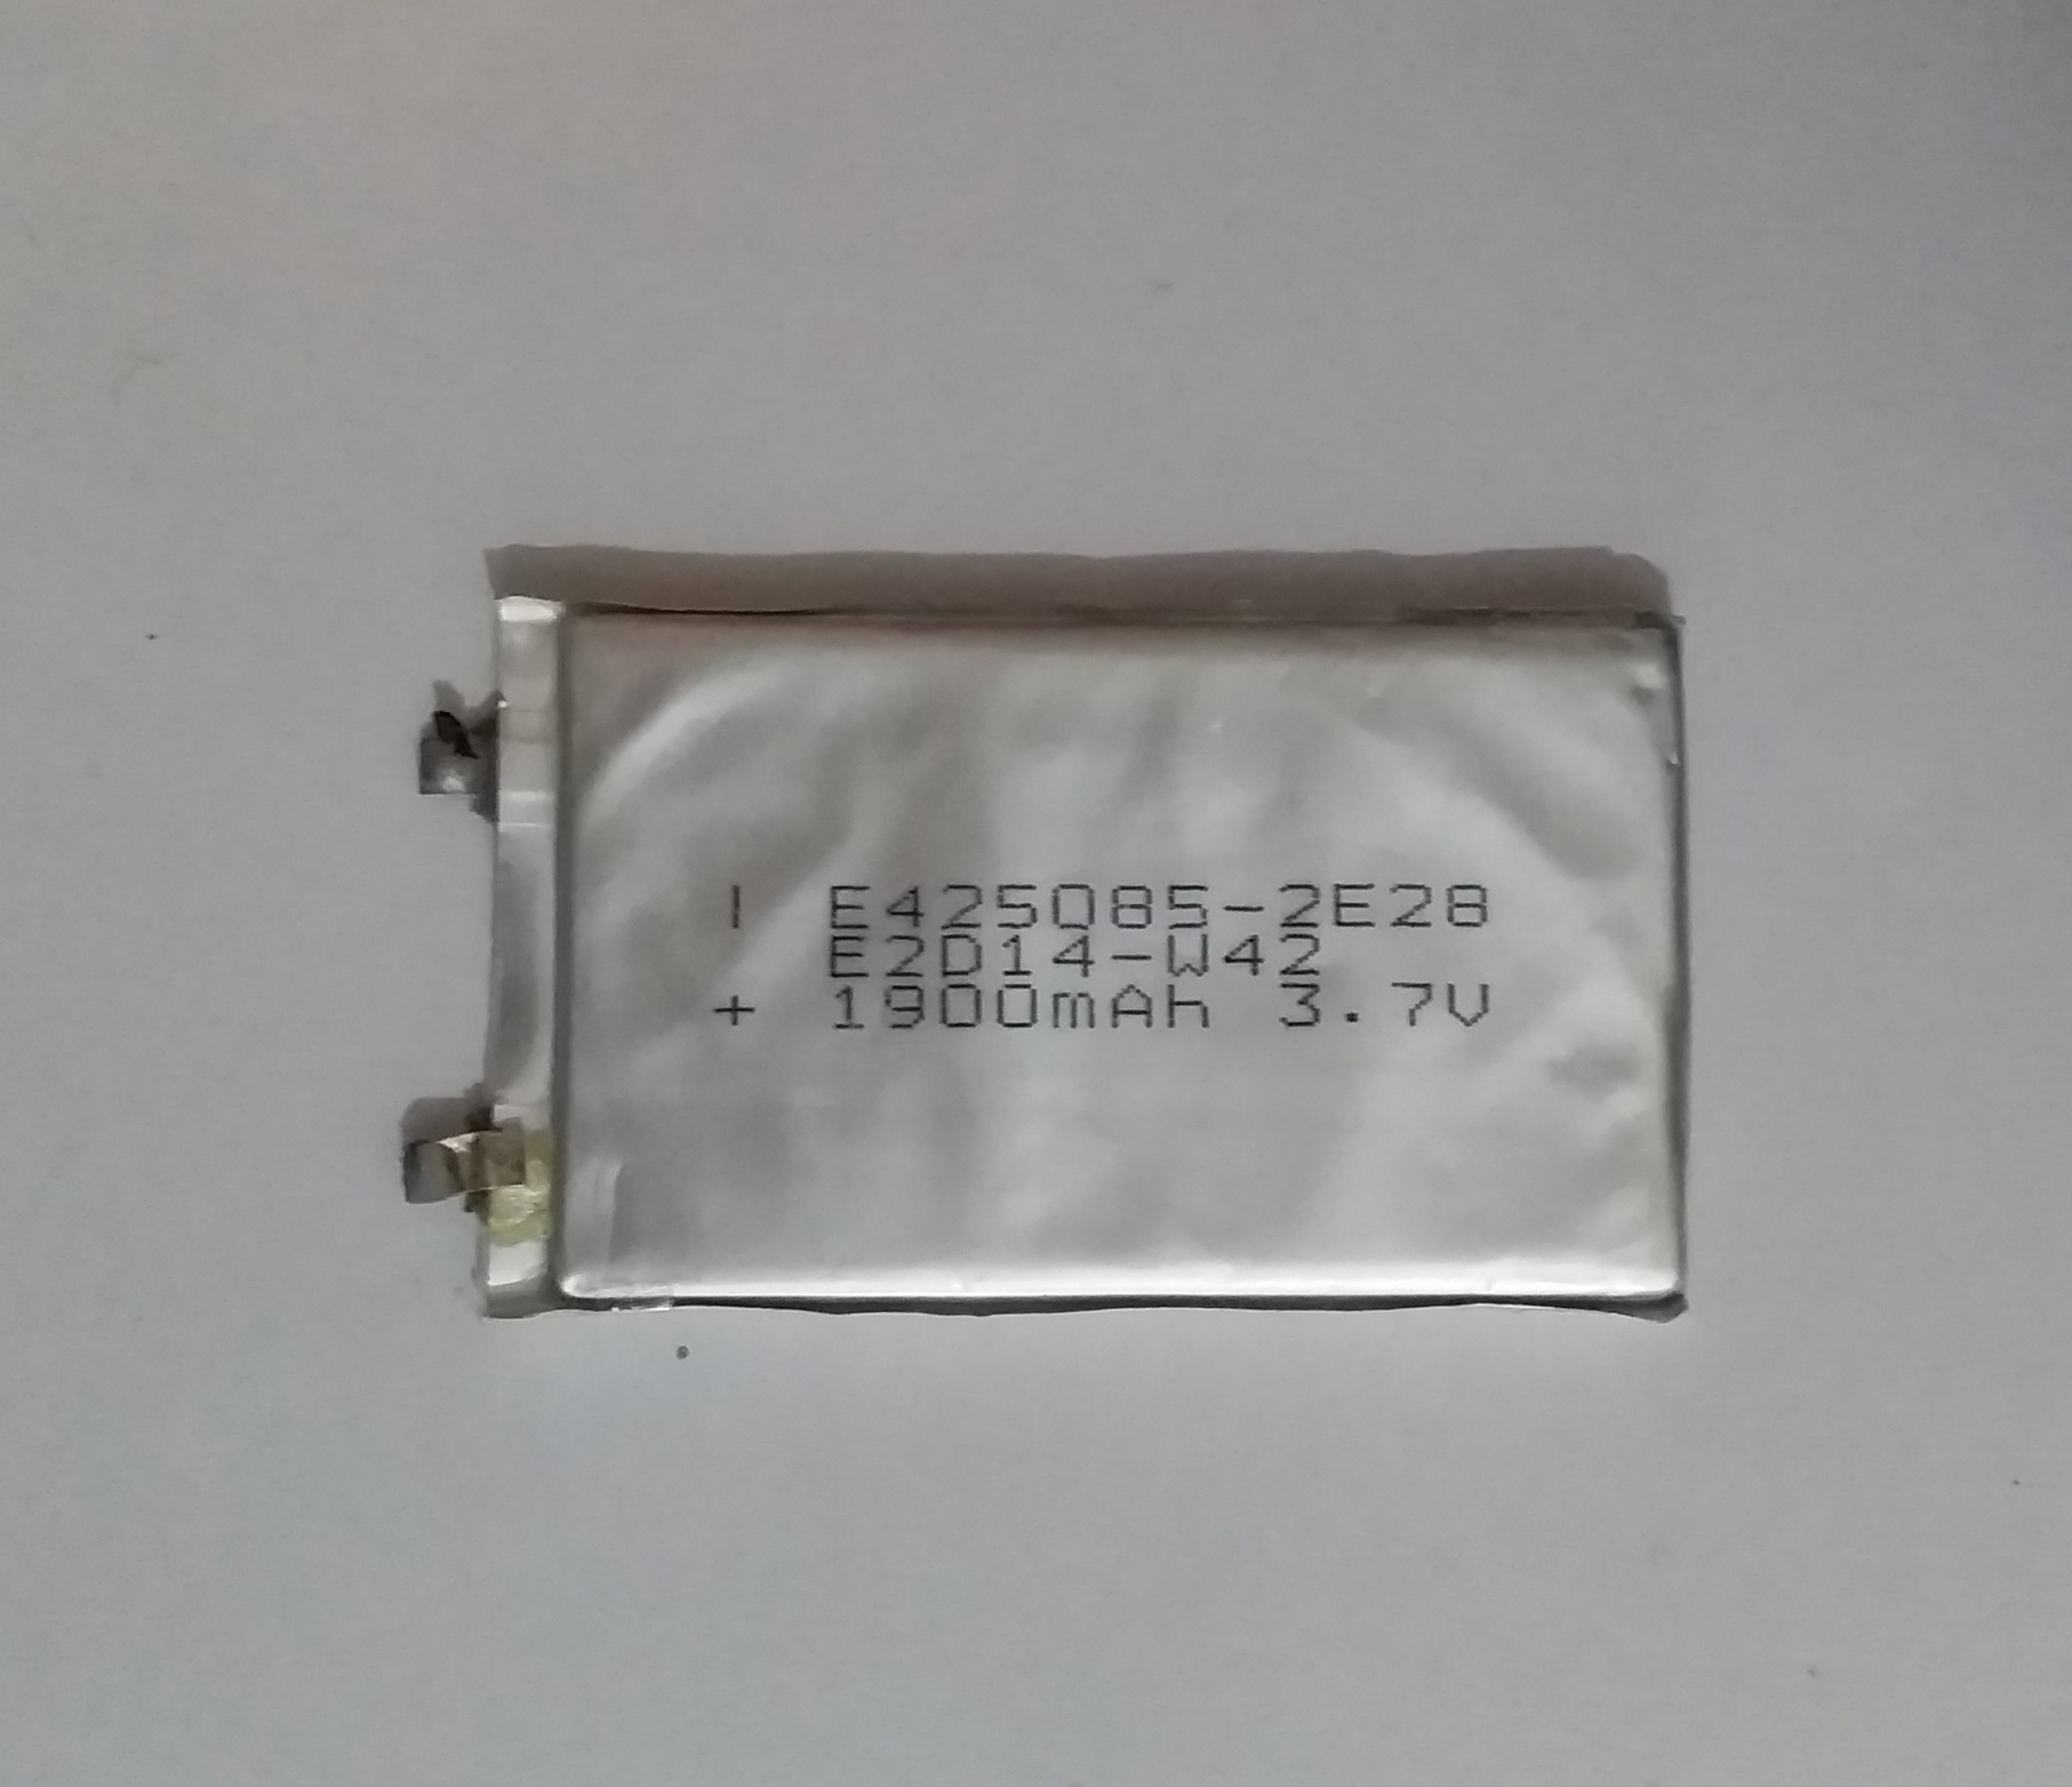 | E425085-2E28
E2D14-W42
+ 1900mAh 3.7V